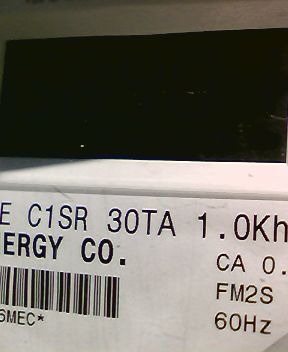 E C1SR 30TA 1.0Kh
ERGY CO.
CA 0.
FM2S
6MEC*
60Hz